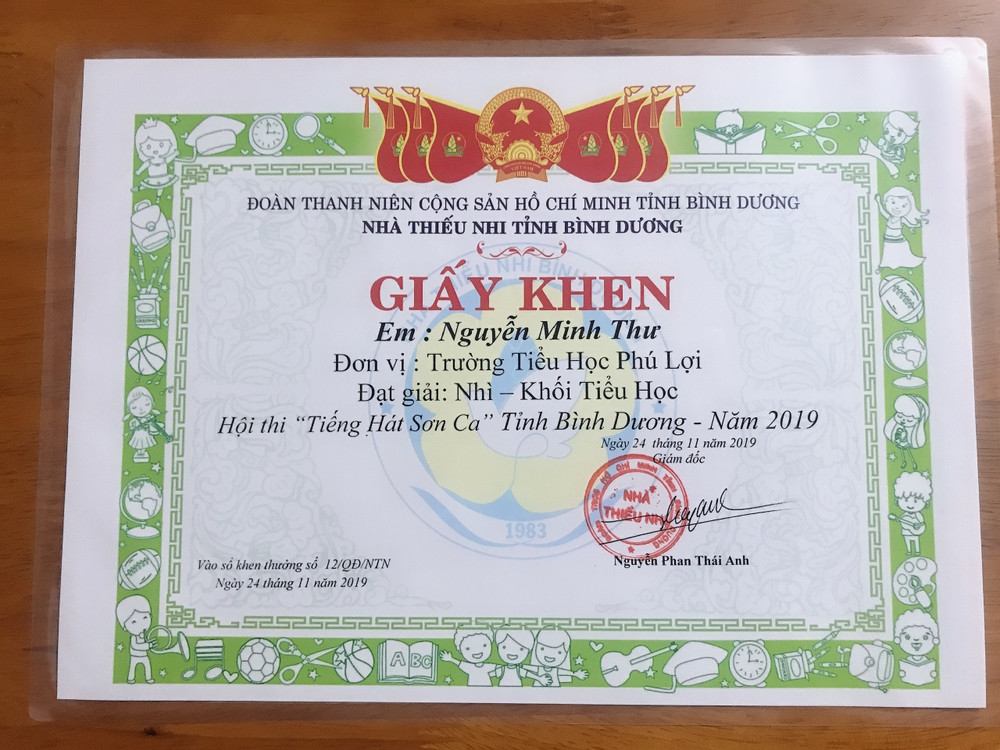 ĐOÀN THANH NIÊN CỘNG SẢN HỒ CHÍ MINH TỈNH BÌNH DƯƠNG
NHÀ THIẾU NHI TỈNH BÌNH DƯƠNG
GIẤY KHEN
Em : Nguyễn Minh Thư
Đơn vị : Trường Tiểu Học Phú Lợi
Đạt giải: Nhì – Khối Tiểu Học
Hội thi “Tiếng Hát Sơn Ca” Tỉnh Bình Dương - Năm 2019
Ngày 24 tháng 11 năm 2019
Giám đốc
NHÀ
THIẾU NHI
1983
Nguyễn Phan Thái Anh
Vào sổ khen thưởng số 12/QĐ/NTN
Ngày 24 tháng 11 năm 2019
ABC